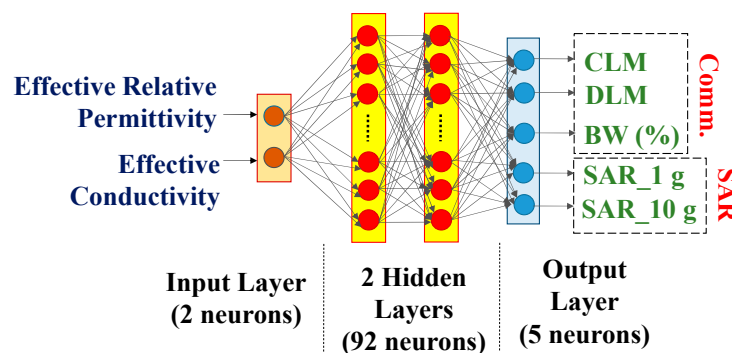 Effective Relative
Permittivity
Effective
Conductivity
CLM
DLM
BW (%)
SAR_1 g
SAR_10 g
Comm.
SAR
Input Layer
(2 neurons)
2 Hidden
Layers
(92 neurons)
Output
Layer
(5 neurons)